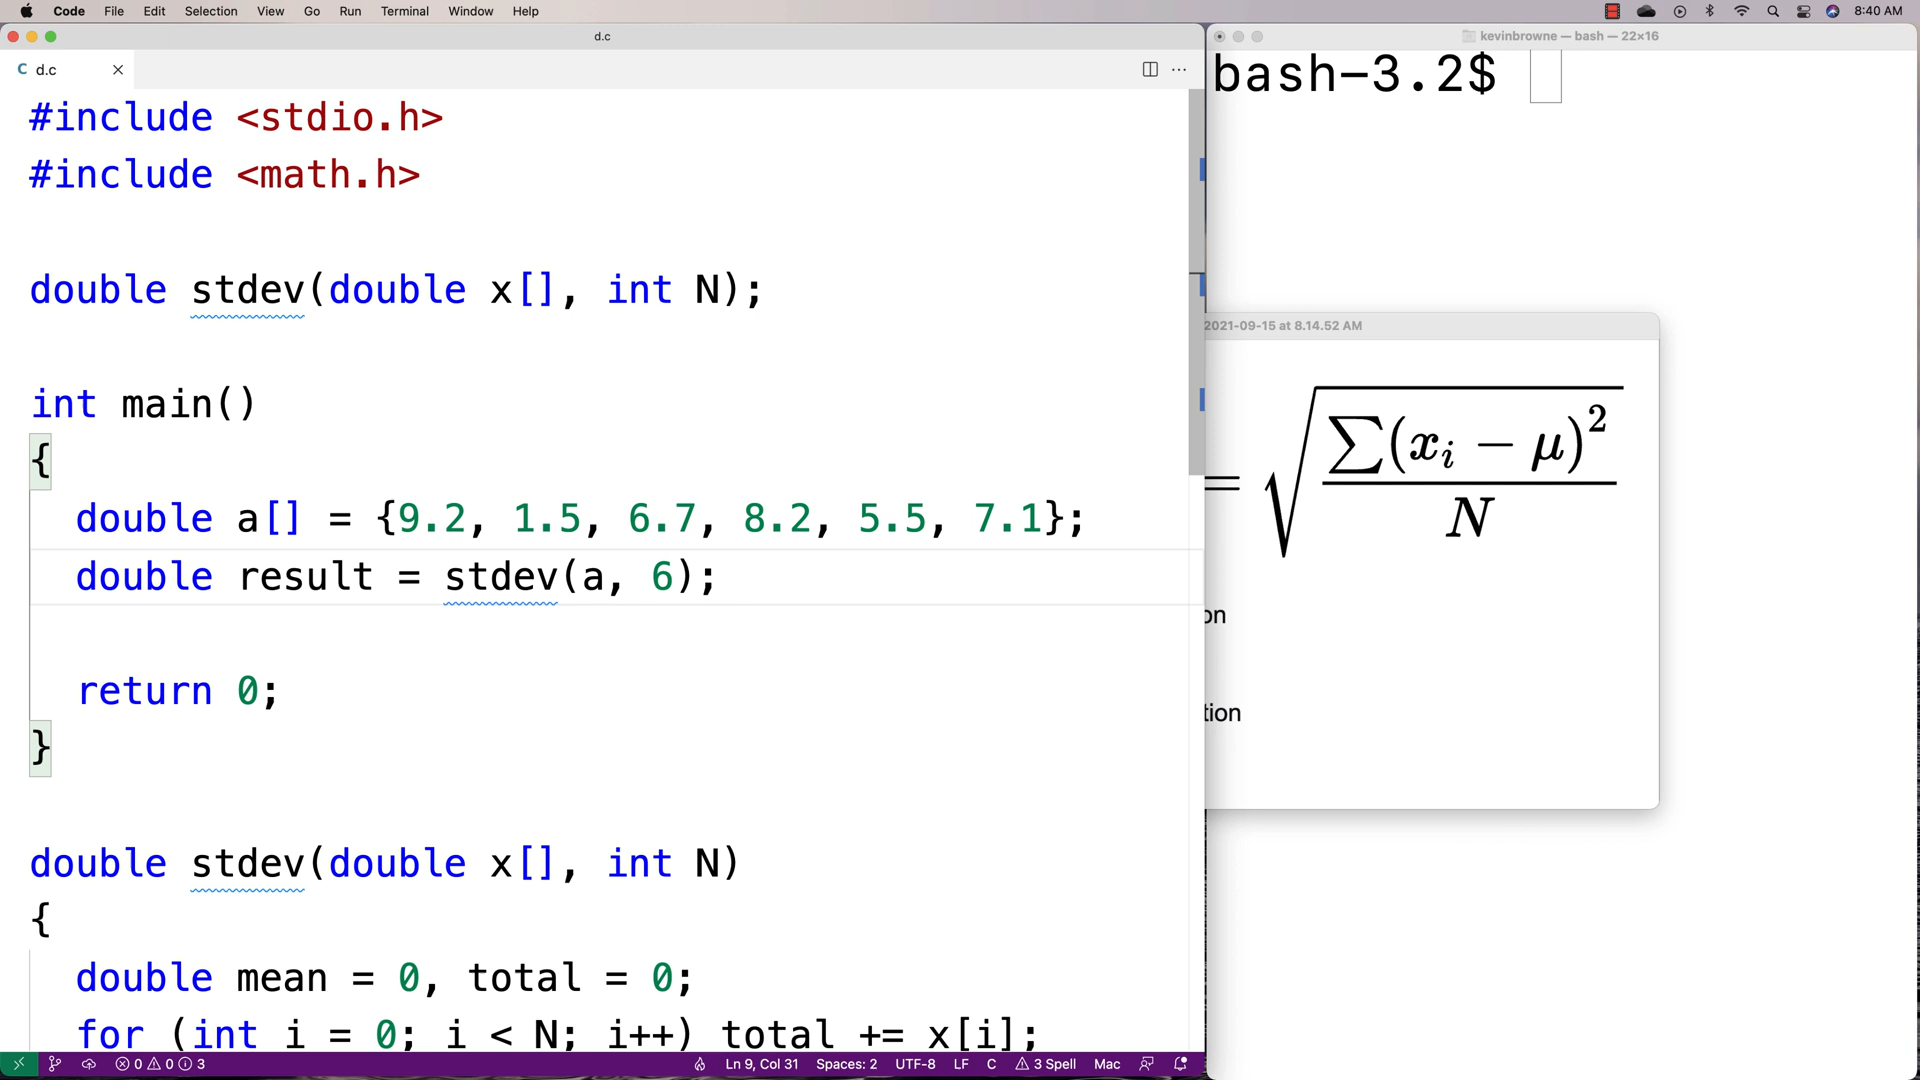 Code File Edit Selection View Go Run Terminal Window Help 8:40 AM
d.c
C d.c
#include <stdio.h>
#include <math.h>
double stdev(double x[], int N);
int main()
{
double a[] = {9.2, 1.5, 6.7, 8.2, 5.5, 7.1};
double result = stdev(a, 6);
return 0;
}
double stdev(double x[], int N)
{
double mean = 0, total = 0;
for (int i = 0; i < N; i++) total += x[i];
0 0 3 Ln 9, Col 31 Spaces: 2 UTF-8 LF C 3 Spell Mac
kevinbrowne — bash — 22×16
bash-3.2$
2021-09-15 at 8.14.52 AM
= √(∑(xᵢ − μ)² / N)
on
tion